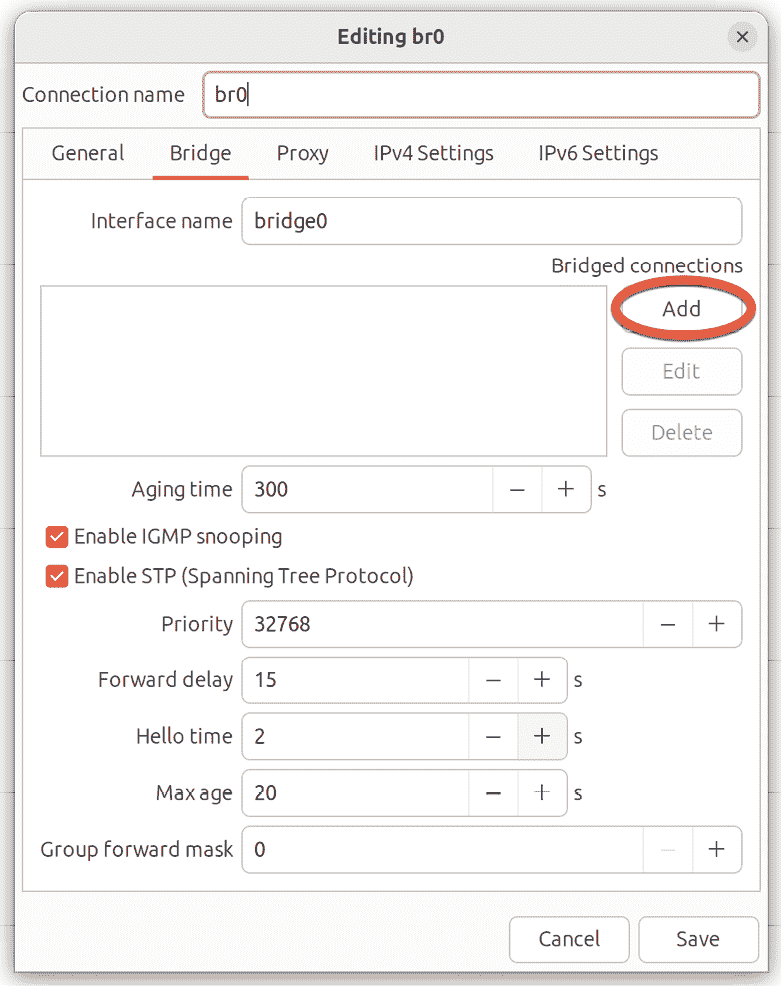 Editing br0
Connection name br0
General Bridge Proxy IPv4 Settings IPv6 Settings
Interface name bridge0
Bridged connections
Add
Edit
Delete
Aging time 300 − + s
Enable IGMP snooping
Enable STP (Spanning Tree Protocol)
Priority 32768 − +
Forward delay 15 − + s
Hello time 2 − + s
Max age 20 − + s
Group forward mask 0 − +
Cancel Save